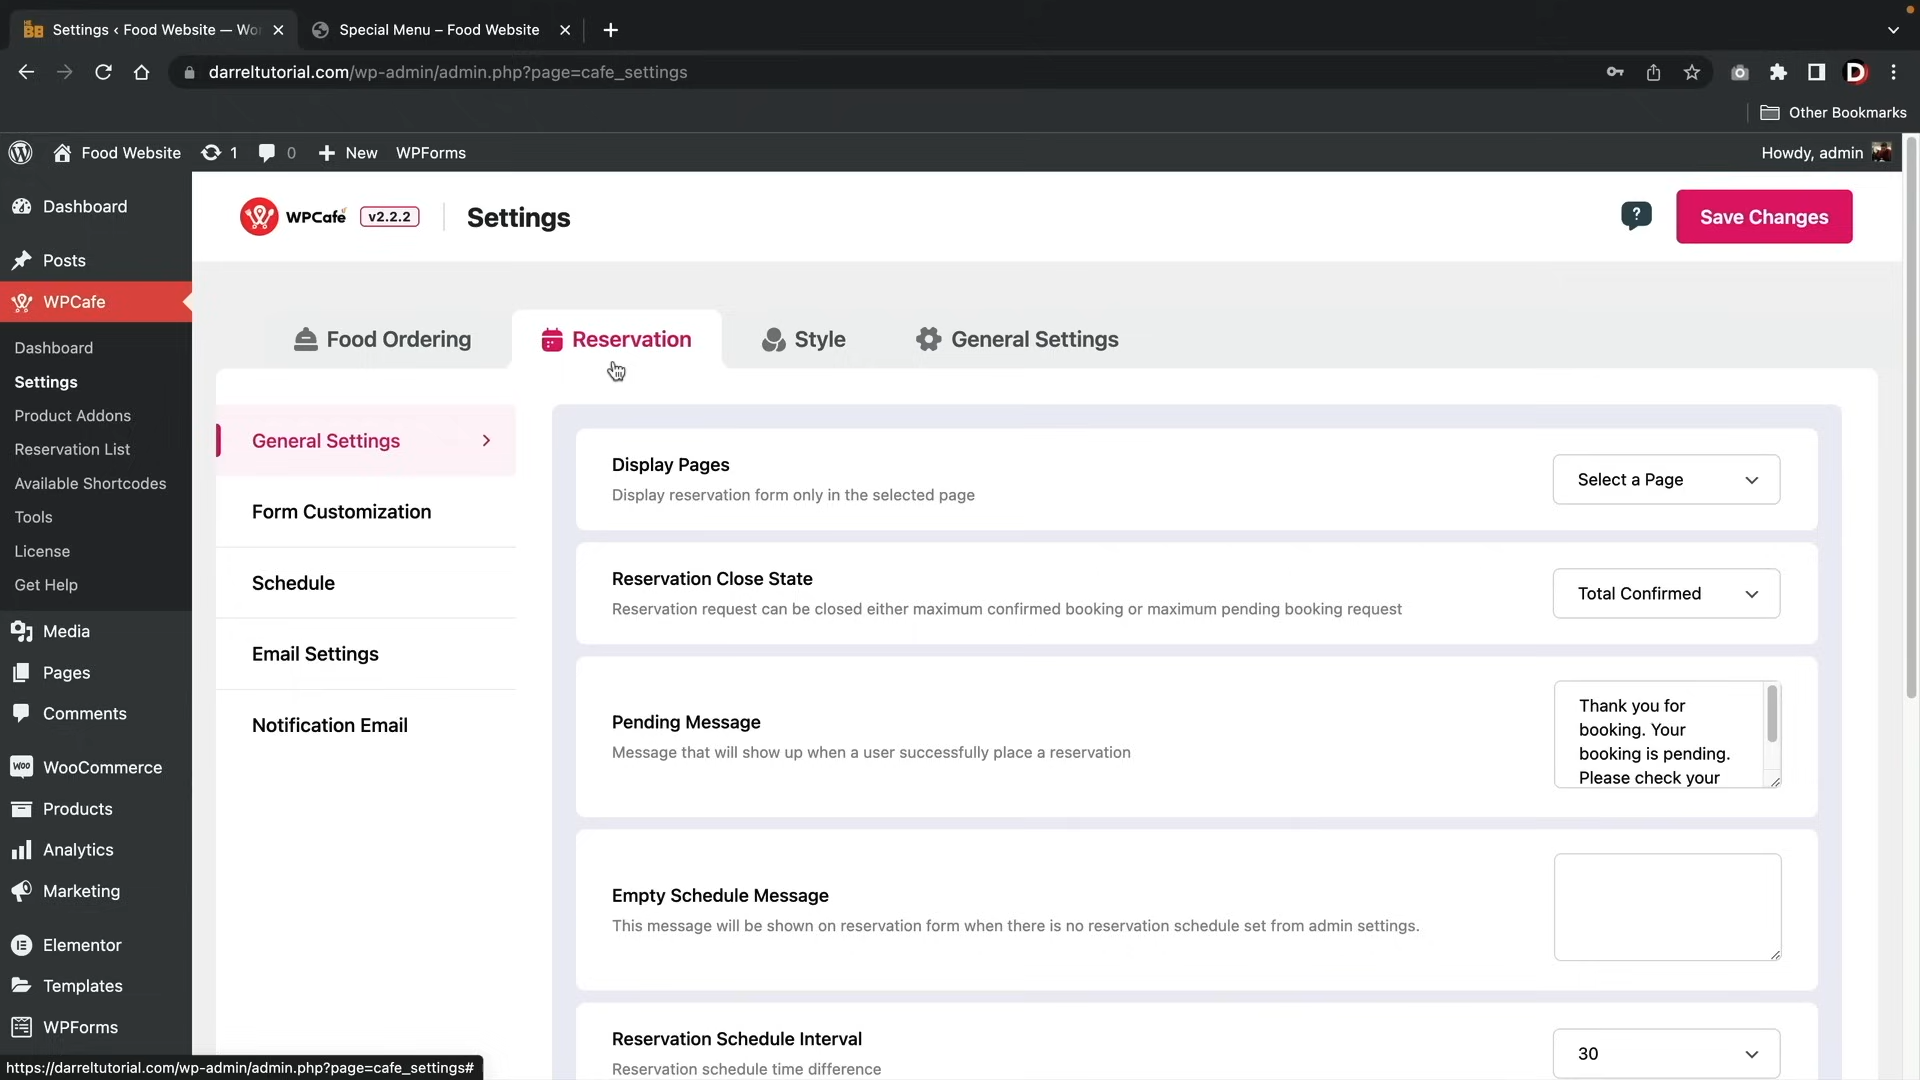 Settings ‹ Food Website — Wo
Special Menu – Food Website
darreltutorial.com/wp-admin/admin.php?page=cafe_settings
Other Bookmarks
Food Website
1
0
New
WPForms
Howdy, admin
Dashboard
Posts
WPCafe
Dashboard
Settings
Product Addons
Reservation List
Available Shortcodes
Tools
License
Get Help
Media
Pages
Comments
WooCommerce
Products
Analytics
Marketing
Elementor
Templates
WPForms
WPCafe
v2.2.2
Settings
?
Save Changes
Food Ordering
Reservation
Style
General Settings
General Settings
Form Customization
Schedule
Email Settings
Notification Email
Display Pages
Display reservation form only in the selected page
Select a Page
Reservation Close State
Reservation request can be closed either maximum confirmed booking or maximum pending booking request
Total Confirmed
Pending Message
Message that will show up when a user successfully place a reservation
Thank you for
booking. Your
booking is pending.
Please check your
Empty Schedule Message
This message will be shown on reservation form when there is no reservation schedule set from admin settings.
Reservation Schedule Interval
Reservation schedule time difference
30
https://darreltutorial.com/wp-admin/admin.php?page=cafe_settings#